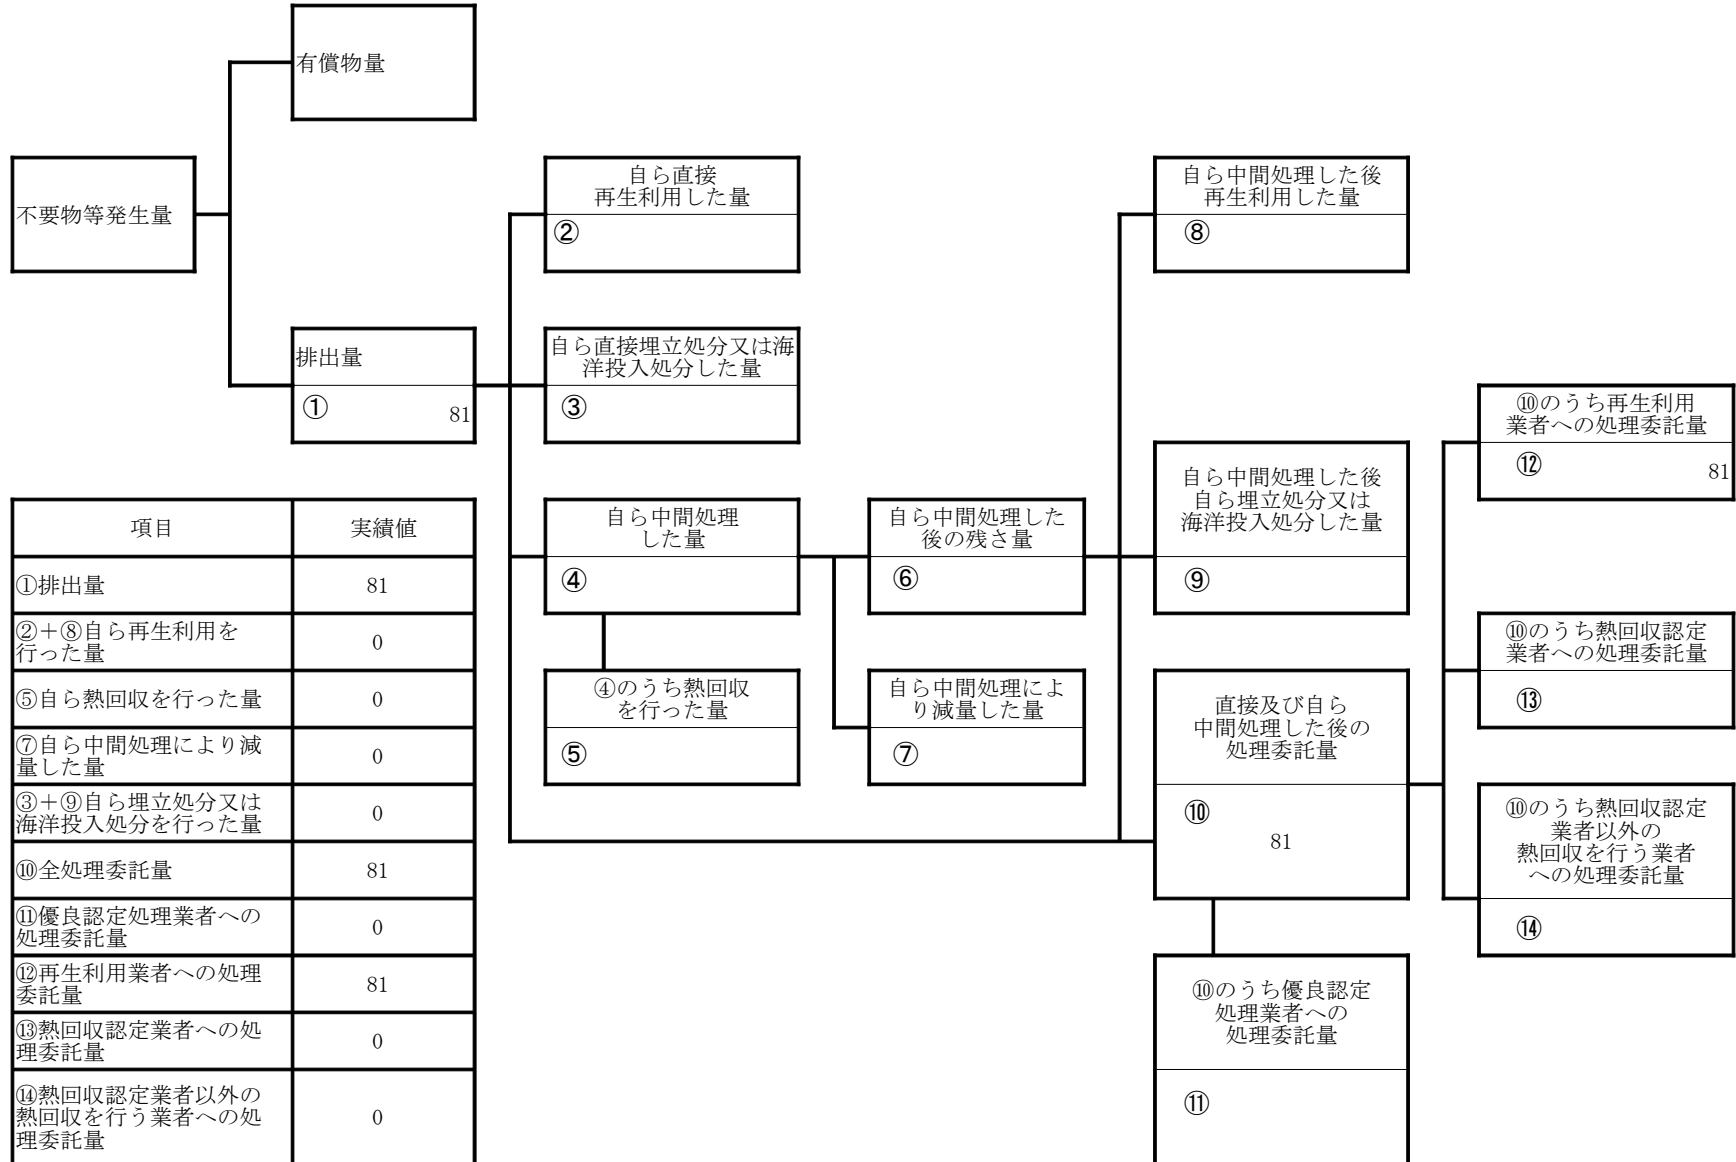 有償物量
不要物等発生量
自ら直接
再生利用した量
②
自ら中間処理した後
再生利用した量
⑧
排出量
① 81
自ら直接埋立処分又は海
洋投入処分した量
③
⑩のうち再生利用
業者への処理委託量
⑫ 81
自ら中間処理
した量
④
自ら中間処理した
後の残さ量
⑥
自ら中間処理した後
自ら埋立処分又は
海洋投入処分した量
⑨
⑩のうち熱回収認定
業者への処理委託量
⑬
④のうち熱回収
を行った量
⑤
自ら中間処理によ
り減量した量
⑦
直接及び自ら
中間処理した後の
処理委託量
⑩
81
⑩のうち熱回収認定
業者以外の
熱回収を行う業者
への処理委託量
⑭
⑩のうち優良認定
処理業者への
処理委託量
⑪
項目 実績値
①排出量 81
②＋⑧自ら再生利用を
行った量 0
⑤自ら熱回収を行った量 0
⑦自ら中間処理により減
量した量 0
③＋⑨自ら埋立処分又は
海洋投入処分を行った量 0
⑩全処理委託量 81
⑪優良認定処理業者への
処理委託量 0
⑫再生利用業者への処理
委託量 81
⑬熱回収認定業者への処
理委託量 0
⑭熱回収認定業者以外の
熱回収を行う業者への処 0
理委託量